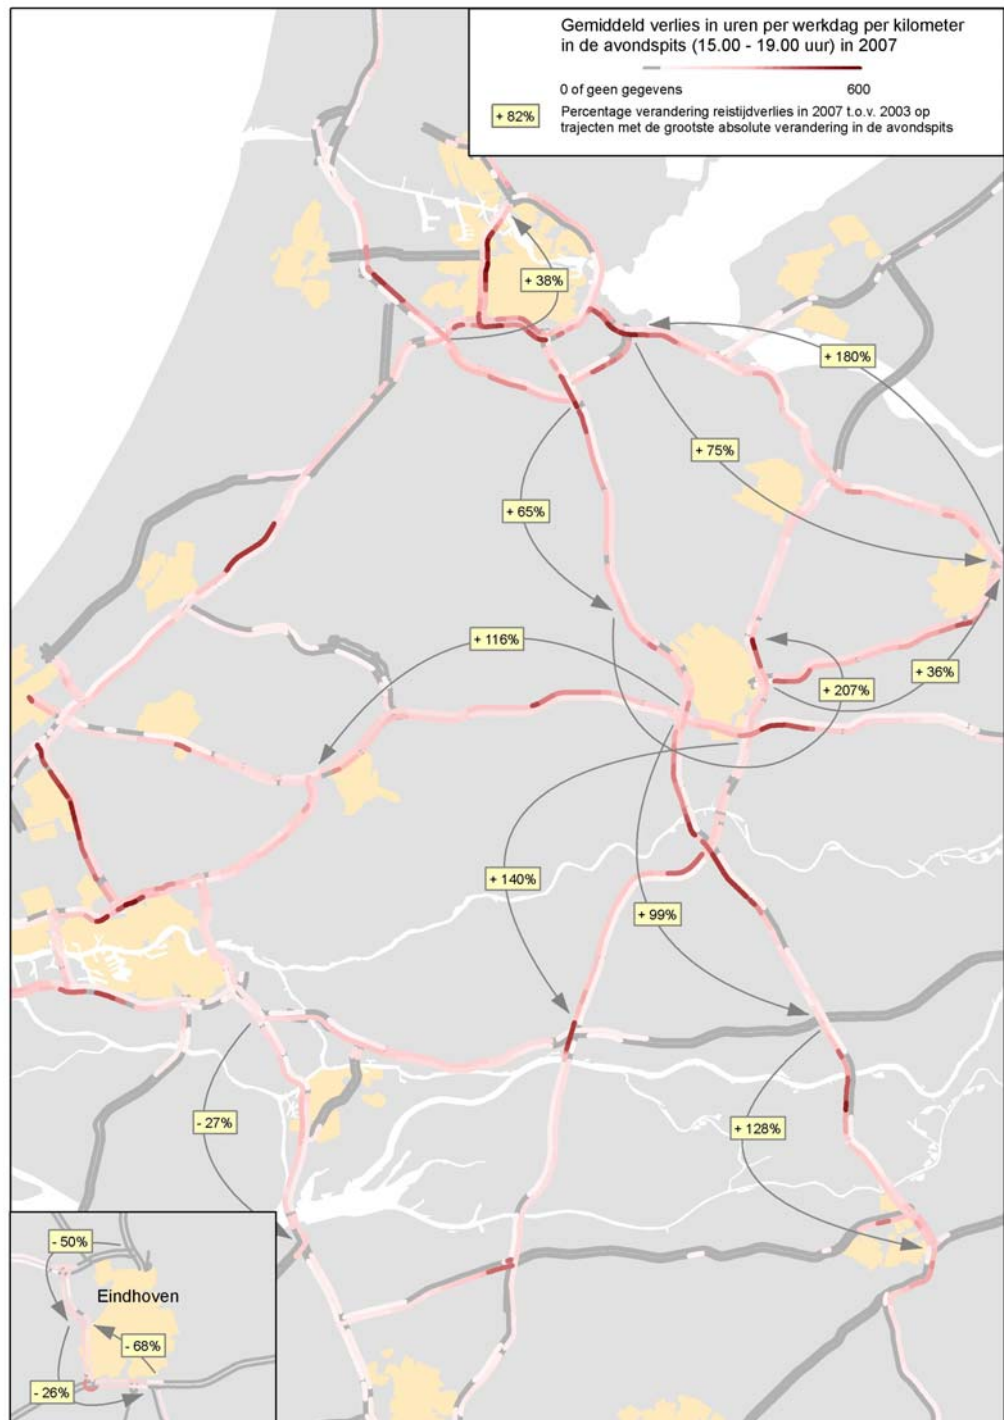 Gemiddeld verlies in uren per werkdag per kilometer
in de avondspits (15.00 - 19.00 uur) in 2007
0 of geen gegevens 600
+ 82% Percentage verandering reistijdverlies in 2007 t.o.v. 2003 op
trajecten met de grootste absolute verandering in de avondspits
+ 38%
+ 180%
+ 75%
+ 65%
+ 116%
+ 36%
+ 207%
+ 140%
+ 99%
- 27%
+ 128%
- 50%
Eindhoven
- 68%
- 26%